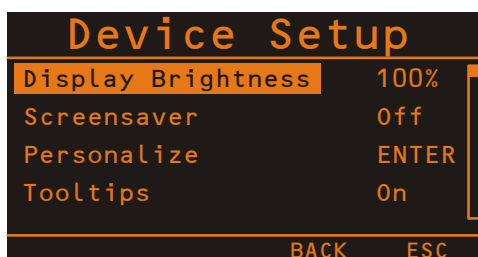 Device Setup
Display Brightness 100%
Screensaver Off
Personalize ENTER
Tooltips On
BACK ESC